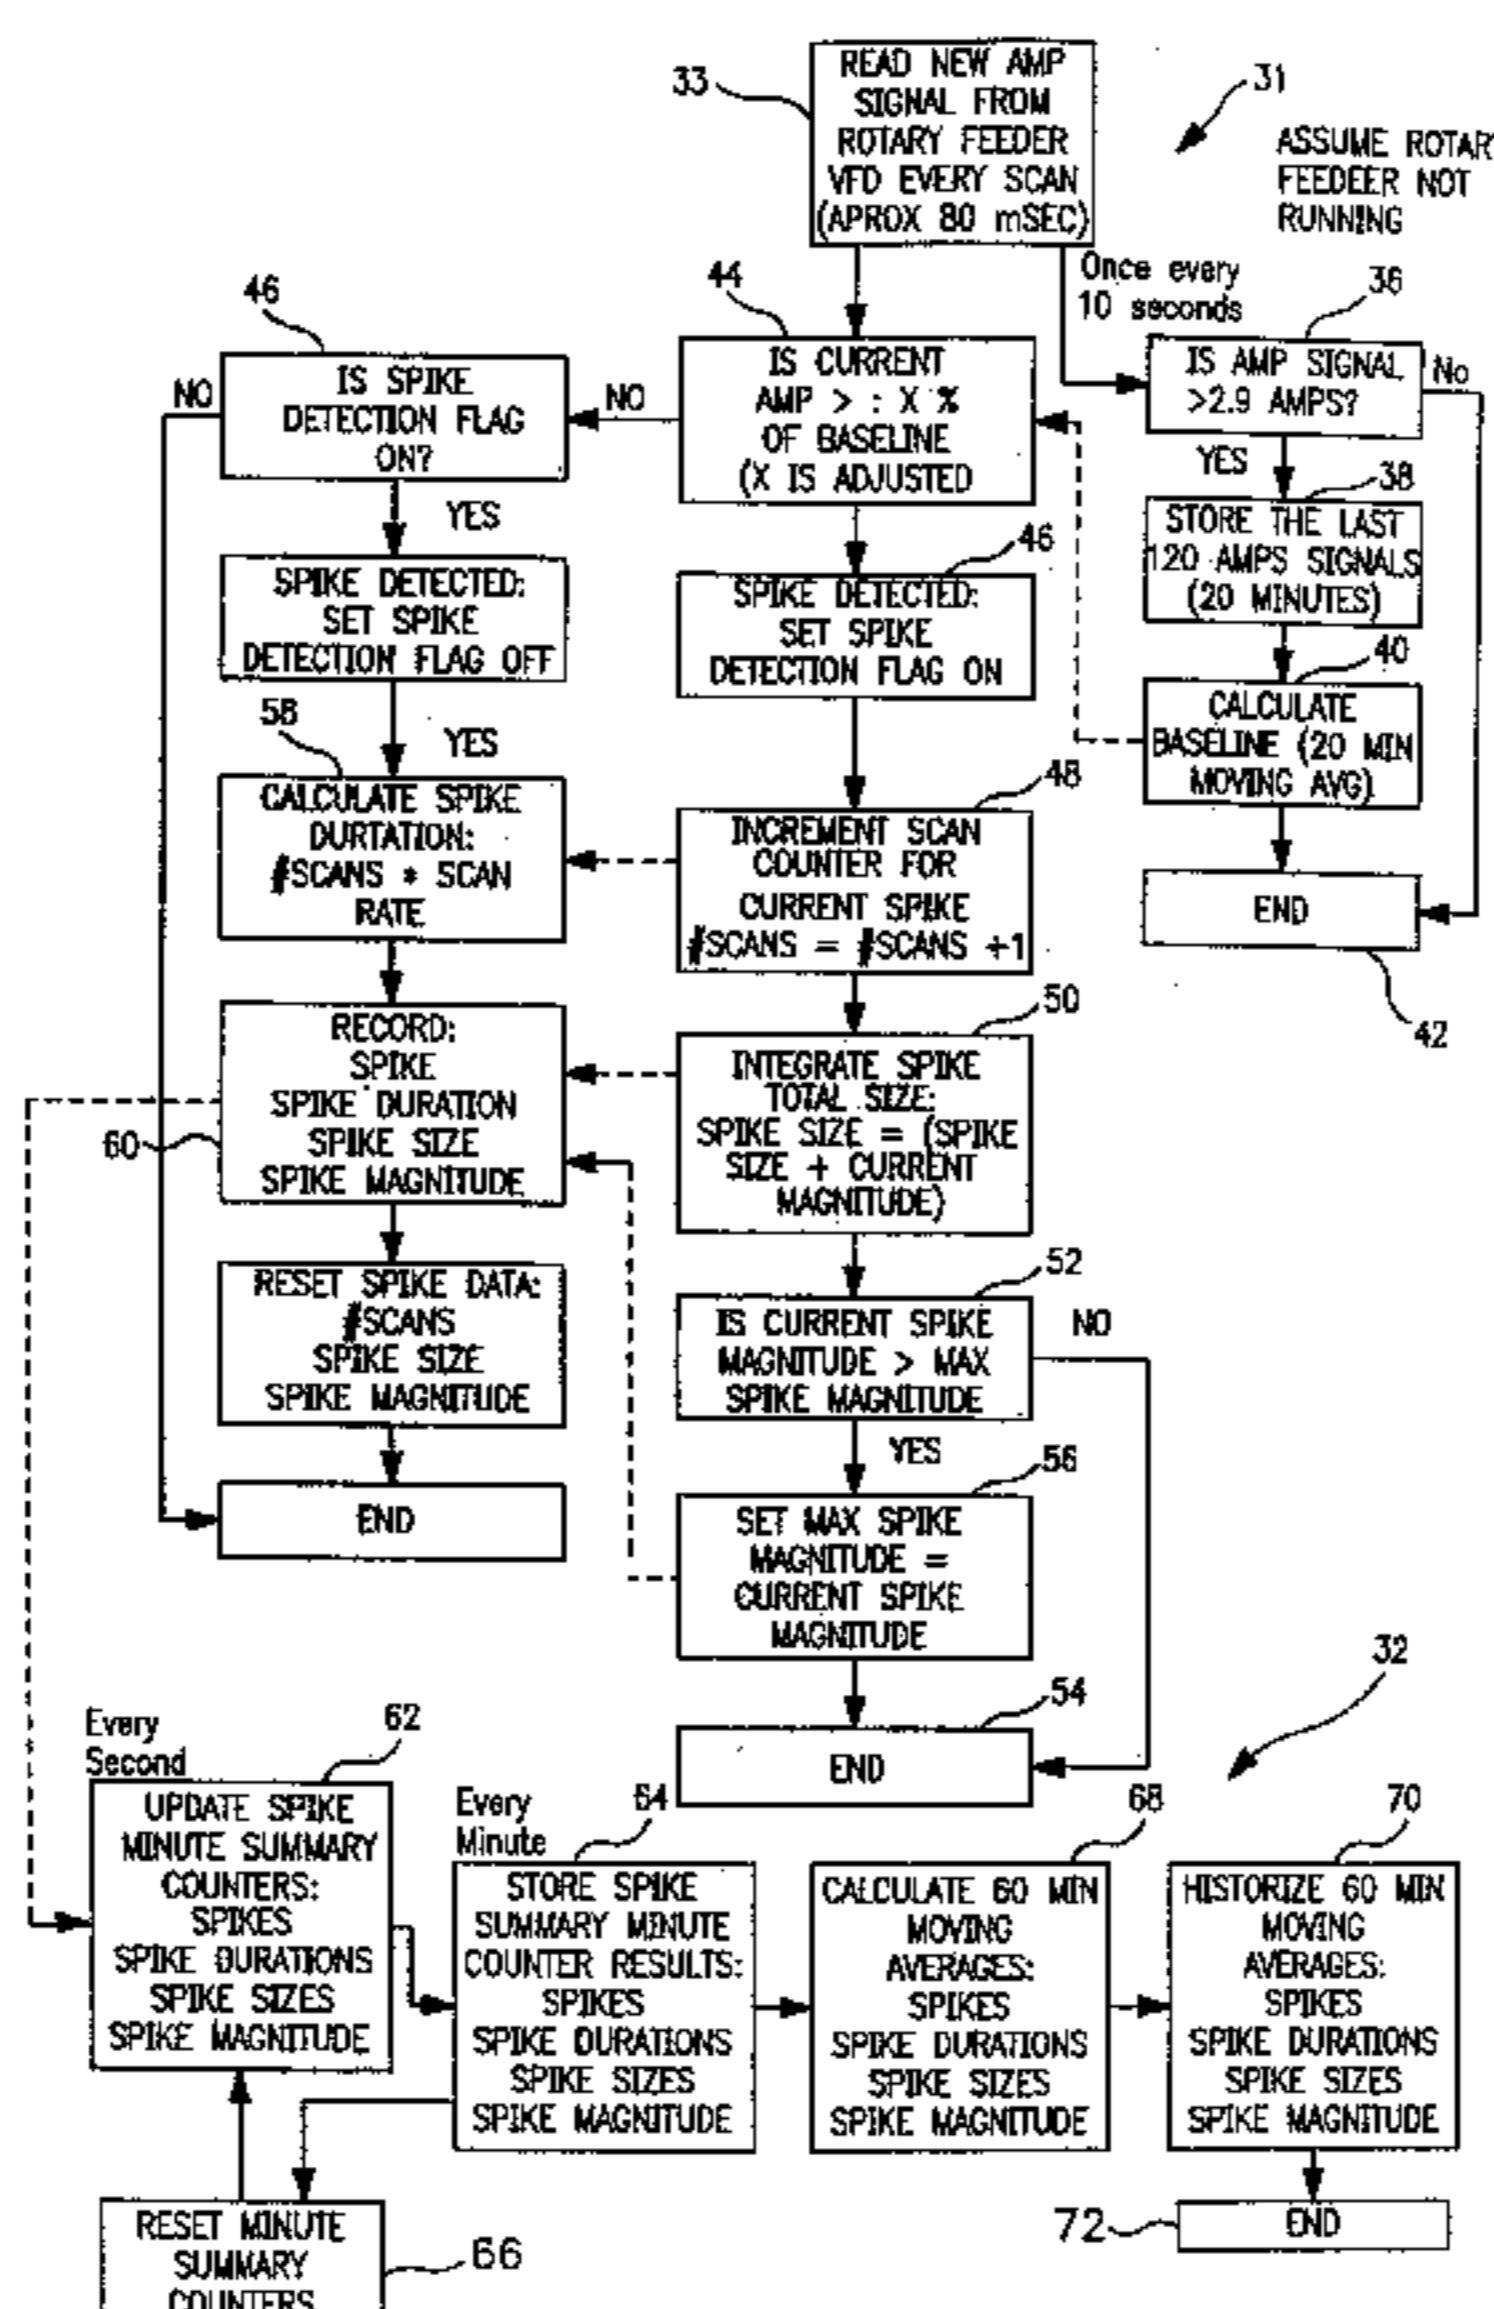 READ NEW AMP
SIGNAL FROM
ROTARY FEEDER
VFD EVERY SCAN
(APROX 80 mSEC)
33
31
ASSUME ROTAR
FEEDEER NOT
RUNNING
Once every
10 seconds
36
IS AMP SIGNAL
>2.9 AMPS?
No
YES
38
STORE THE LAST
120 AMPS SIGNALS
(20 MINUTES)
40
CALCULATE
BASELINE (20 MIN
MOVING AVG)
END
42
44
IS CURRENT
AMP > : X %
OF BASELINE
(X IS ADJUSTED
NO
46
IS SPIKE
DETECTION FLAG
ON?
NO
YES
SPIKE DETECTED:
SET SPIKE
DETECTION FLAG OFF
YES
58
CALCULATE SPIKE
DURTATION:
#SCANS * SCAN
RATE
RECORD:
SPIKE
SPIKE DURATION
SPIKE SIZE
SPIKE MAGNITUDE
60
RESET SPIKE DATA:
#SCANS
SPIKE SIZE
SPIKE MAGNITUDE
END
46
SPIKE DETECTED:
SET SPIKE
DETECTION FLAG ON
48
INCREMENT SCAN
COUNTER FOR
CURRENT SPIKE
#SCANS = #SCANS +1
50
INTEGRATE SPIKE
TOTAL SIZE:
SPIKE SIZE = (SPIKE
SIZE + CURRENT
MAGNITUDE)
52
IS CURRENT SPIKE
MAGNITUDE > MAX
SPIKE MAGNITUDE
NO
YES
56
SET MAX SPIKE
MAGNITUDE =
CURRENT SPIKE
MAGNITUDE
54
END
32
Every
Second
62
UPDATE SPIKE
MINUTE SUMMARY
COUNTERS:
SPIKES
SPIKE DURATIONS
SPIKE SIZES
SPIKE MAGNITUDE
Every
Minute
64
STORE SPIKE
SUMMARY MINUTE
COUNTER RESULTS:
SPIKES
SPIKE DURATIONS
SPIKE SIZES
SPIKE MAGNITUDE
68
CALCULATE 60 MIN
MOVING
AVERAGES:
SPIKES
SPIKE DURATIONS
SPIKE SIZES
SPIKE MAGNITUDE
70
HISTORIZE 60 MIN
MOVING
AVERAGES:
SPIKES
SPIKE DURATIONS
SPIKE SIZES
SPIKE MAGNITUDE
72
END
RESET MINUTE
SUMMARY
COUNTERS
66